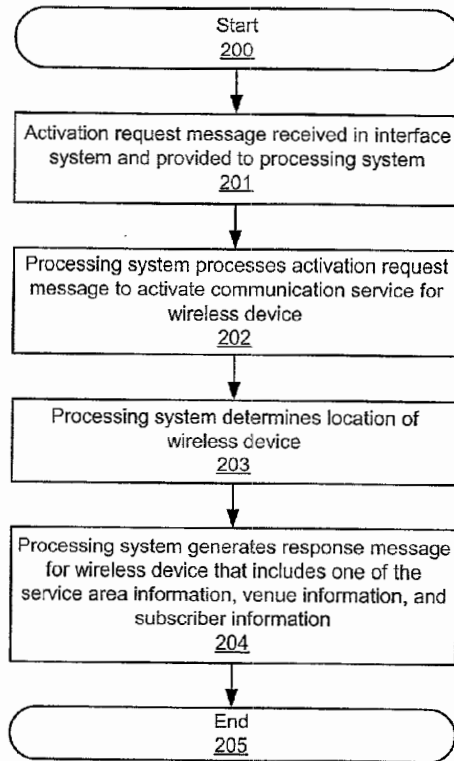 Start
200
Activation request message received in interface
system and provided to processing system
201
Processing system processes activation request
message to activate communication service for
wireless device
202
Processing system determines location of
wireless device
203
Processing system generates response message
for wireless device that includes one of the
service area information, venue information, and
subscriber information
204
End
205